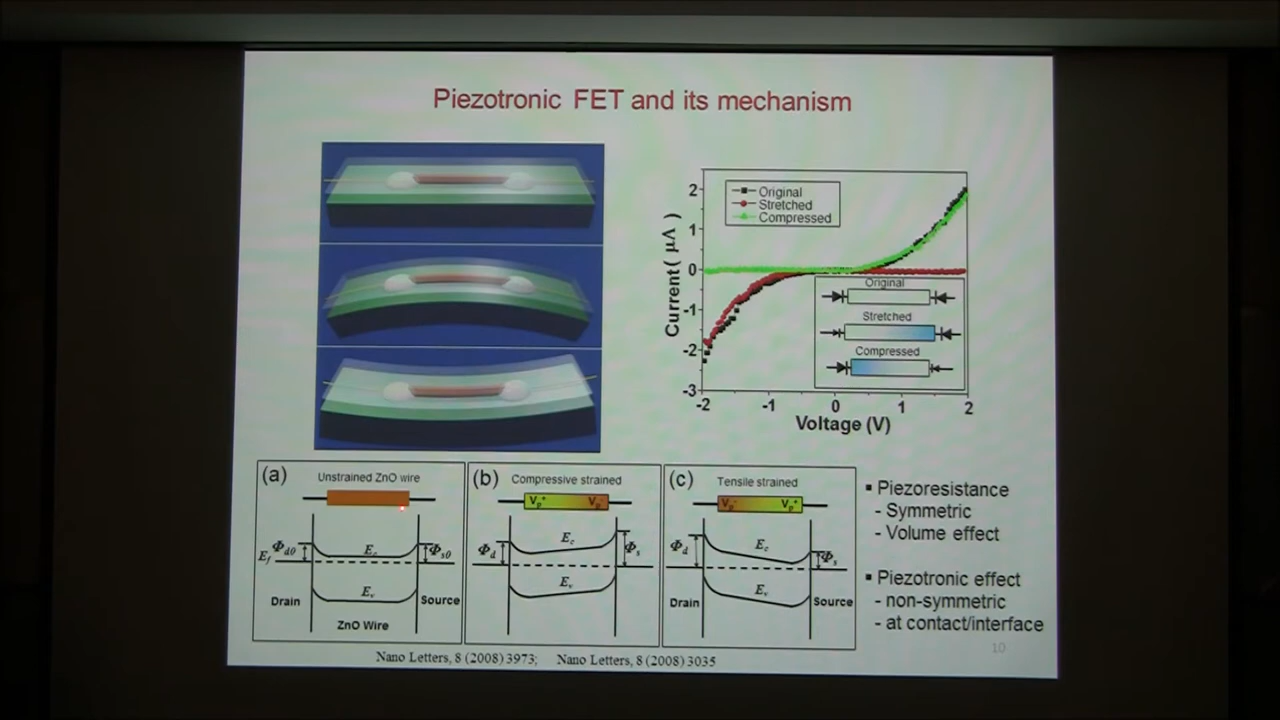 Piezotronic FET and its mechanism
Original
Stretched
Compressed
2
1
0
-1
-2
-3
Current( μA )
-2
-1
0
1
2
Voltage (V)
Original
Stretched
Compressed
(a)
Unstrained ZnO wire
Φd0
Ef
Ec
Φs0
Ev
Drain
Source
ZnO Wire
(b)
Compressive strained
Vp+
Vp-
Φd
Ec
Φs
Ev
(c)
Tensile strained
Vp-
Vp+
Φd
Ec
Φs
Ev
Drain
Source
▪ Piezoresistance
- Symmetric
- Volume effect
▪ Piezotronic effect
- non-symmetric
- at contact/interface
Nano Letters, 8 (2008) 3973; Nano Letters, 8 (2008) 3035
10